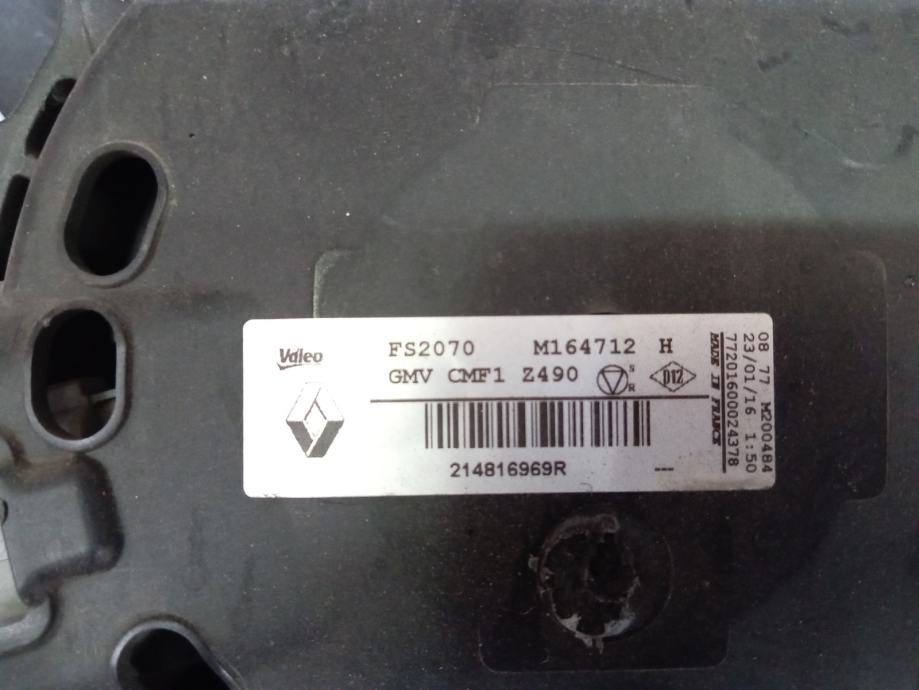 Valeo
FS2070 M164712 H
GMV CMF1 Z490 S R D12
214816969R ---
MADE IN FRANCE
77201600024378
23/01/16 1:50
08 77 M200484